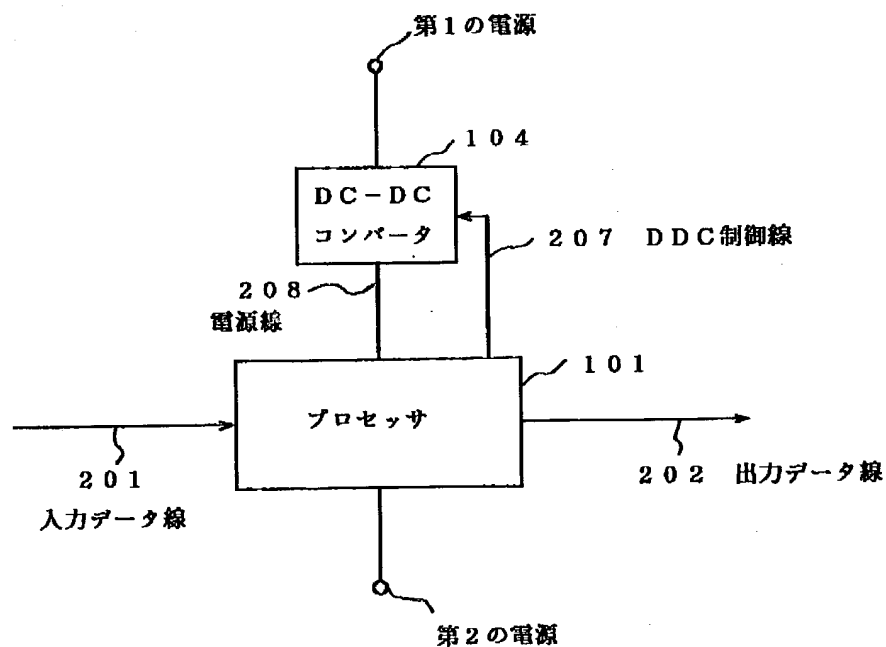 第1の電源
104
DC-DC
コンバータ
207 DDC制御線
208
電源線
101
プロセッサ
201
入力データ線
202 出力データ線
第2の電源